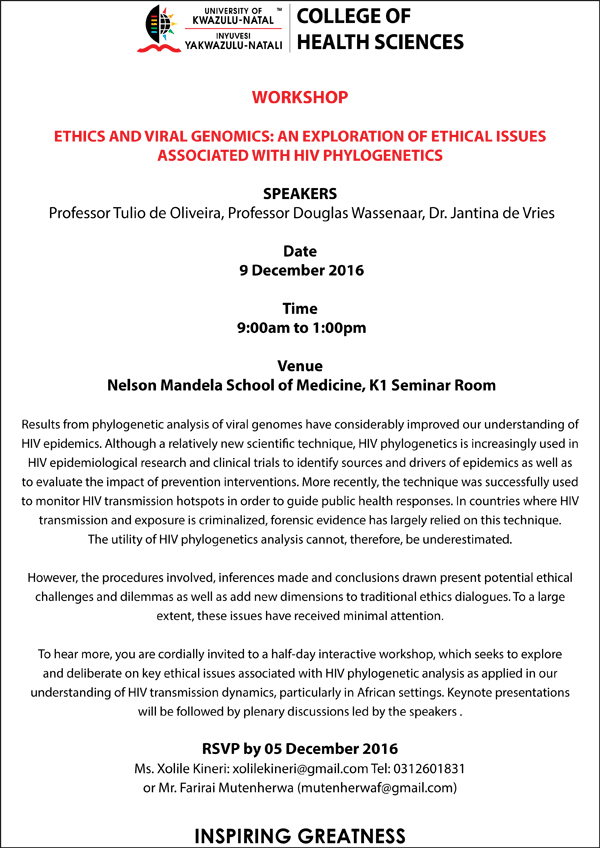 UNIVERSITY OF
KWAZULU-NATAL ™
INYUVESI
YAKWAZULU-NATALI
COLLEGE OF
HEALTH SCIENCES
WORKSHOP
ETHICS AND VIRAL GENOMICS: AN EXPLORATION OF ETHICAL ISSUES
ASSOCIATED WITH HIV PHYLOGENETICS
SPEAKERS
Professor Tulio de Oliveira, Professor Douglas Wassenaar, Dr. Jantina de Vries
Date
9 December 2016
Time
9:00am to 1:00pm
Venue
Nelson Mandela School of Medicine, K1 Seminar Room
Results from phylogenetic analysis of viral genomes have considerably improved our understanding of
HIV epidemics. Although a relatively new scientific technique, HIV phylogenetics is increasingly used in
HIV epidemiological research and clinical trials to identify sources and drivers of epidemics as well as
to evaluate the impact of prevention interventions. More recently, the technique was successfully used
to monitor HIV transmission hotspots in order to guide public health responses. In countries where HIV
transmission and exposure is criminalized, forensic evidence has largely relied on this technique.
The utility of HIV phylogenetics analysis cannot, therefore, be underestimated.
However, the procedures involved, inferences made and conclusions drawn present potential ethical
challenges and dilemmas as well as add new dimensions to traditional ethics dialogues. To a large
extent, these issues have received minimal attention.
To hear more, you are cordially invited to a half-day interactive workshop, which seeks to explore
and deliberate on key ethical issues associated with HIV phylogenetic analysis as applied in our
understanding of HIV transmission dynamics, particularly in African settings. Keynote presentations
will be followed by plenary discussions led by the speakers .
RSVP by 05 December 2016
Ms. Xolile Kineri: xolilekineri@gmail.com Tel: 0312601831
or Mr. Farirai Mutenherwa (mutenherwaf@gmail.com)
INSPIRING GREATNESS